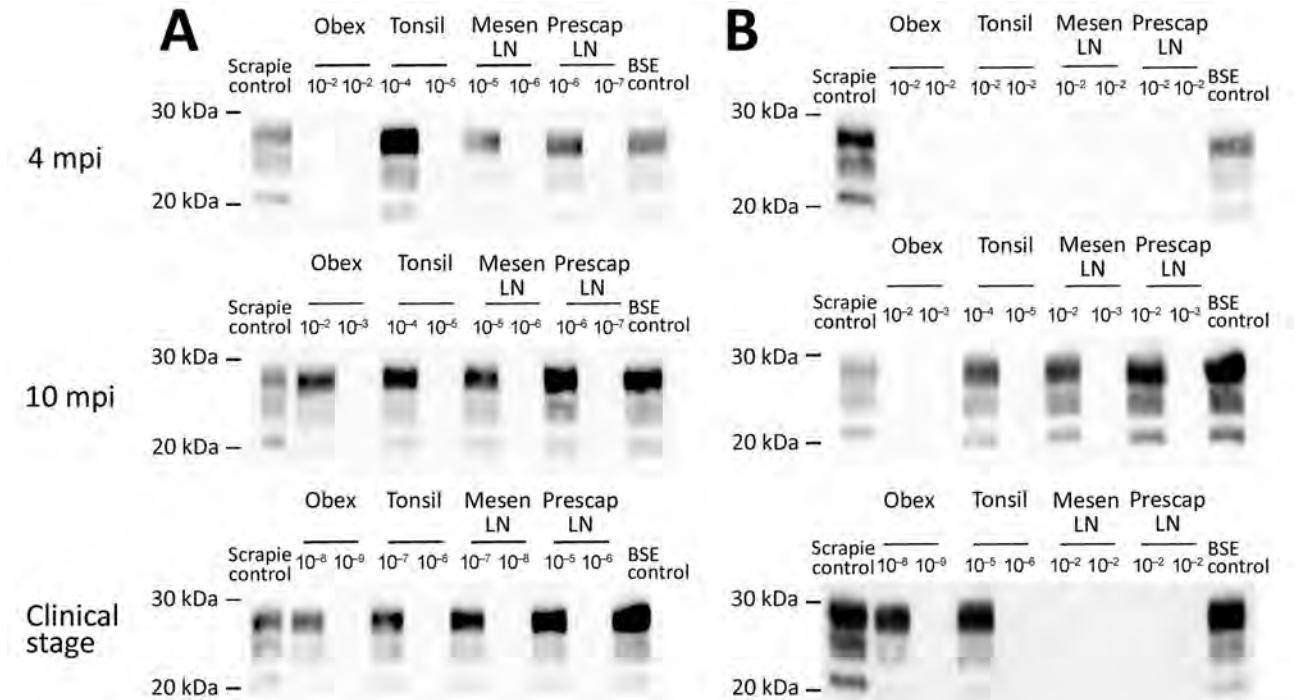 A
Obex Tonsil Mesen LN Prescap LN
Scrapie control 10⁻² 10⁻² 10⁻⁴ 10⁻⁵ 10⁻⁵ 10⁻⁶ 10⁻⁶ 10⁻⁷ BSE control
4 mpi
30 kDa
20 kDa
Obex Tonsil Mesen LN Prescap LN
Scrapie control 10⁻² 10⁻³ 10⁻⁴ 10⁻⁵ 10⁻⁵ 10⁻⁶ 10⁻⁶ 10⁻⁷ BSE control
10 mpi
30 kDa
20 kDa
Obex Tonsil Mesen LN Prescap LN
Scrapie control 10⁻⁸ 10⁻⁹ 10⁻⁷ 10⁻⁸ 10⁻⁷ 10⁻⁸ 10⁻⁵ 10⁻⁶ BSE control
Clinical
stage
30 kDa
20 kDa
B
Obex Tonsil Mesen LN Prescap LN
Scrapie control 10⁻² 10⁻² 10⁻² 10⁻² 10⁻² 10⁻² 10⁻² 10⁻² BSE control
30 kDa
20 kDa
Obex Tonsil Mesen LN Prescap LN
Scrapie control 10⁻² 10⁻³ 10⁻⁴ 10⁻⁵ 10⁻² 10⁻³ 10⁻² 10⁻³ BSE control
30 kDa
20 kDa
Obex Tonsil Mesen LN Prescap LN
Scrapie control 10⁻⁸ 10⁻⁹ 10⁻⁵ 10⁻⁶ 10⁻² 10⁻² 10⁻² 10⁻² BSE control
30 kDa
20 kDa